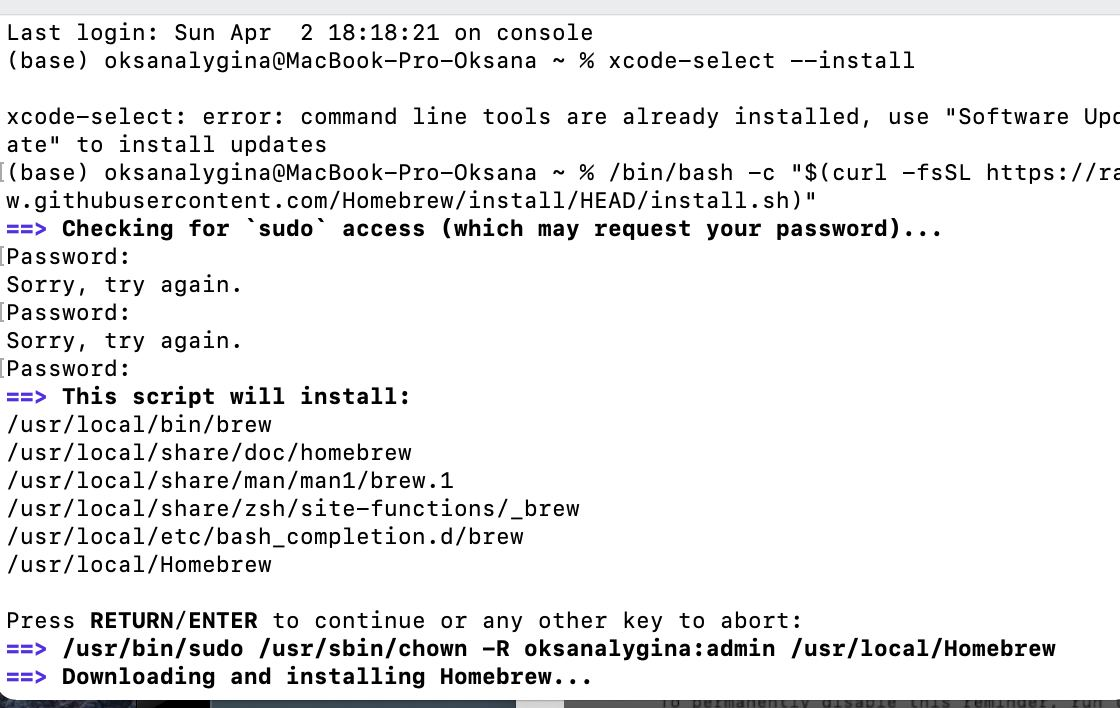 Last login: Sun Apr  2 18:18:21 on console
(base) oksanalygina@MacBook-Pro-Oksana ~ % xcode-select --install
xcode-select: error: command line tools are already installed, use "Software Upd
ate" to install updates
[(base) oksanalygina@MacBook-Pro-Oksana ~ % /bin/bash -c "$(curl -fsSL https://ra
w.githubusercontent.com/Homebrew/install/HEAD/install.sh)"
==> Checking for `sudo` access (which may request your password)...
[Password:
Sorry, try again.
[Password:
Sorry, try again.
[Password:
==> This script will install:
/usr/local/bin/brew
/usr/local/share/doc/homebrew
/usr/local/share/man/man1/brew.1
/usr/local/share/zsh/site-functions/_brew
/usr/local/etc/bash_completion.d/brew
/usr/local/Homebrew
Press RETURN/ENTER to continue or any other key to abort:
==> /usr/bin/sudo /usr/sbin/chown -R oksanalygina:admin /usr/local/Homebrew
==> Downloading and installing Homebrew...
To permanently disable this reminder, run